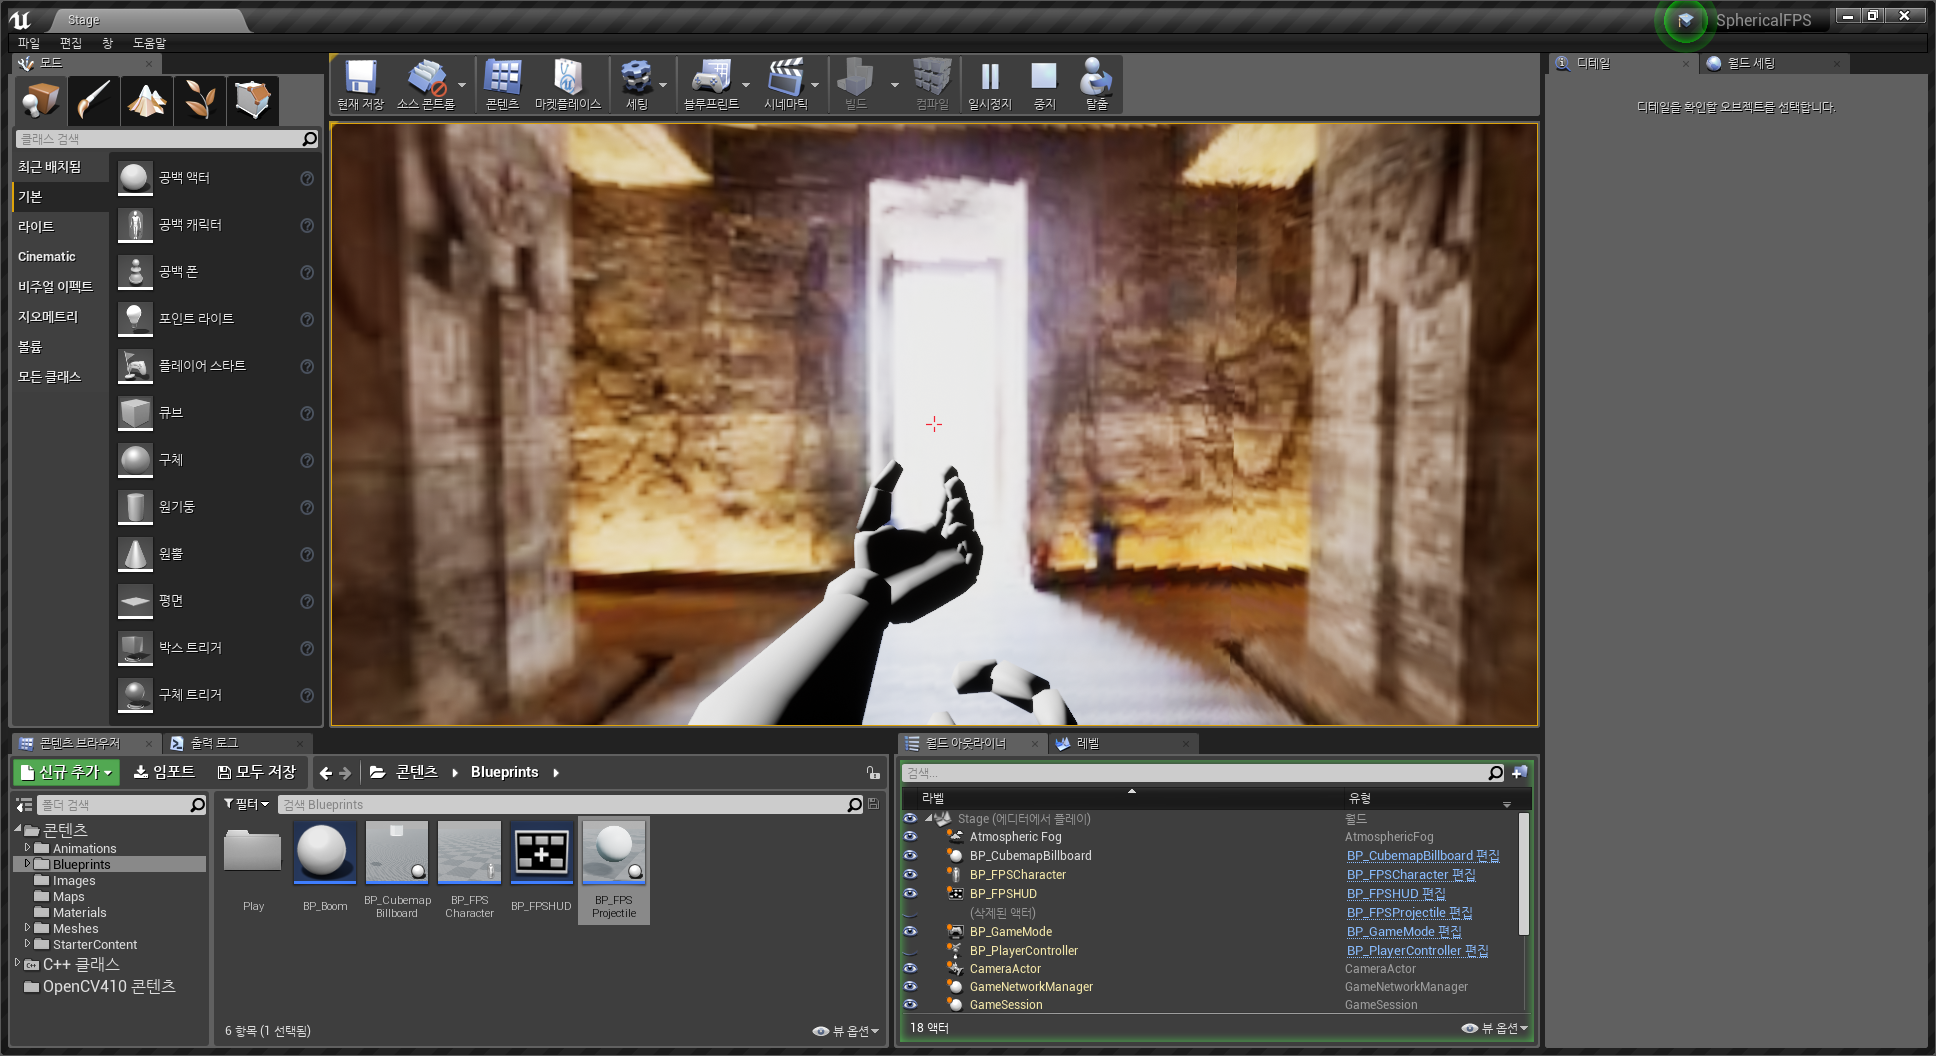 Stage
SphericalFPS
파일 편집 창 도움말
모드
현재 저장 소스 콘트롤 콘텐츠 마켓플레이스 세팅 블루프린트 시네마틱 빌드 컴파일 일시정지 중지 탈출
디테일 월드 세팅
디테일을 확인할 오브젝트를 선택합니다.
클래스 검색
최근 배치됨
기본
라이트
Cinematic
비주얼 이펙트
지오메트리
볼륨
모든 클래스
공백 액터
공백 캐릭터
공백 폰
포인트 라이트
플레이어 스타트
큐브
구체
원기둥
원뿔
평면
박스 트리거
구체 트리거
콘텐츠 브라우저 출력 로그
신규 추가 임포트 모두 저장 콘텐츠 Blueprints
폴더 검색
필터 검색 Blueprints
콘텐츠
Animations
Blueprints
Images
Maps
Materials
Meshes
StarterContent
C++ 클래스
OpenCV410 콘텐츠
Play
BP_Boom
BP_Cubemap
Billboard
BP_FPS
Character
BP_FPSHUD
BP_FPS
Projectile
6 항목 (1 선택됨) 뷰 옵션
월드 아웃라이너 레벨
검색...
라벨 유형
Stage (에디터에서 플레이) 월드
Atmospheric Fog AtmosphericFog
BP_CubemapBillboard BP_CubemapBillboard 편집
BP_FPSCharacter BP_FPSCharacter 편집
BP_FPSHUD BP_FPSHUD 편집
(삭제된 액터) BP_FPSProjectile 편집
BP_GameMode BP_GameMode 편집
BP_PlayerController BP_PlayerController 편집
CameraActor CameraActor
GameNetworkManager GameNetworkManager
GameSession GameSession
18 액터 뷰 옵션